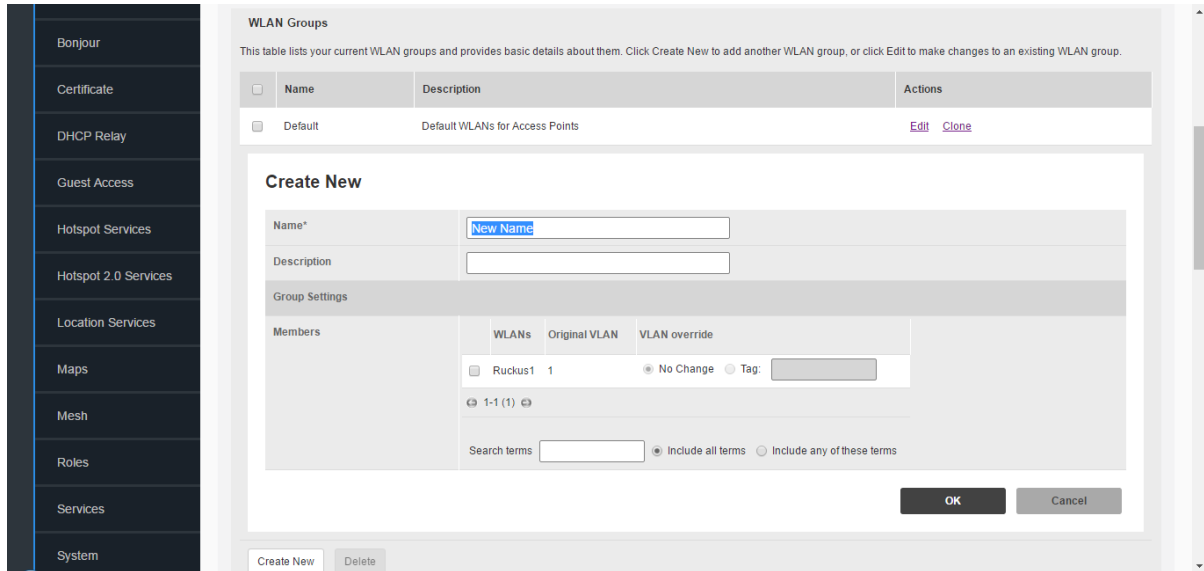 Bonjour
Certificate
DHCP Relay
Guest Access
Hotspot Services
Hotspot 2.0 Services
Location Services
Maps
Mesh
Roles
Services
System
WLAN Groups
This table lists your current WLAN groups and provides basic details about them. Click Create New to add another WLAN group, or click Edit to make changes to an existing WLAN group.
Name Description Actions
Default Default WLANs for Access Points Edit Clone
Create New
Name* New Name
Description
Group Settings
Members
WLANs Original VLAN VLAN override
Ruckus1 1 No Change Tag:
1-1 (1)
Search terms Include all terms Include any of these terms
OK Cancel
Create New Delete